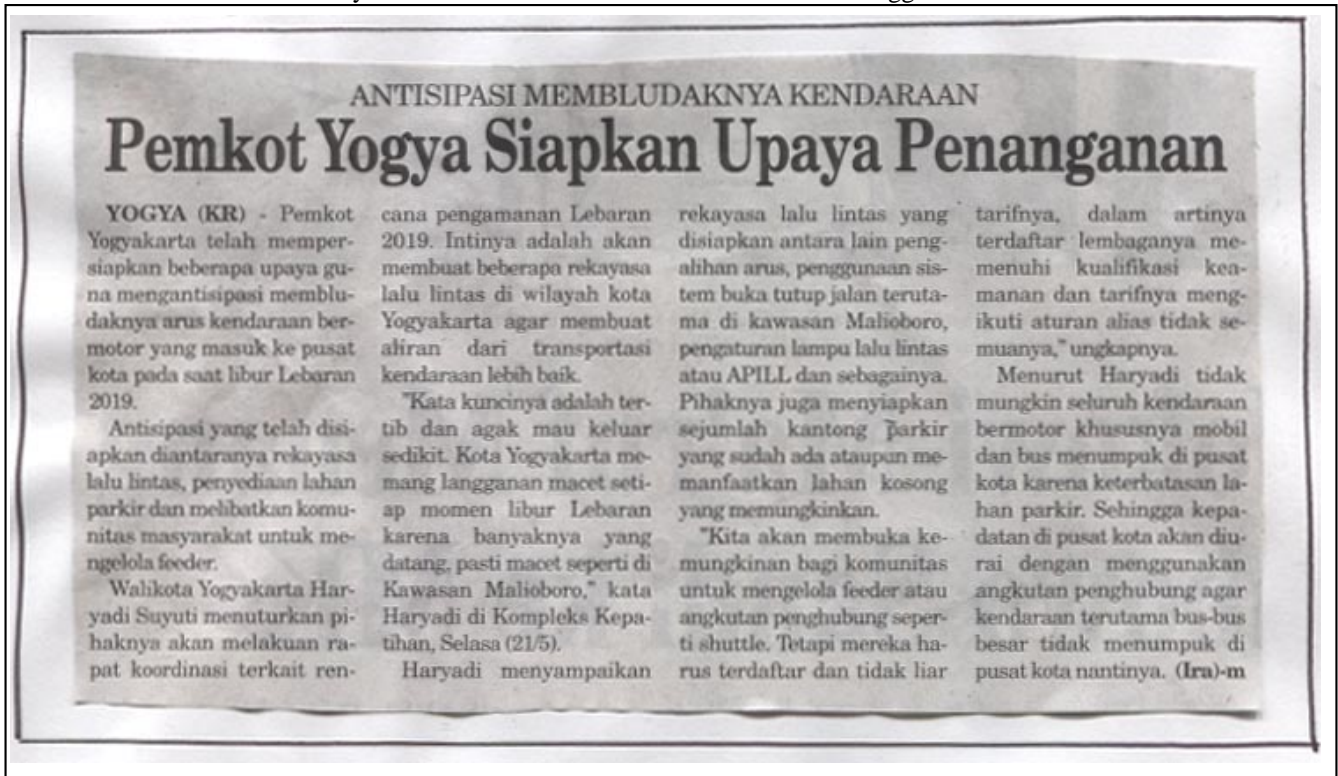 ANTISIPASI MEMBLUDAKNYA KENDARAAN
Pemkot Yogya Siapkan Upaya Penanganan
YOGYA (KR) - Pemkot
Yogyakarta telah memper-
siapkan beberapa upaya gu-
na mengantisipasi memblu-
daknya arus kendaraan ber-
motor yang masuk ke pusat
kota pada saat libur Lebaran
2019.
Antisipasi yang telah disi-
apkan diantaranya rekayasa
lalu lintas, penyediaan lahan
parkir dan melibatkan komu-
nitas masyarakat untuk me-
ngelola feeder.
Walikota Yogyakarta Har-
yadi Suyuti menuturkan pi-
haknya akan melakuan ra-
pat koordinasi terkait ren-
cana pengamanan Lebaran
2019. Intinya adalah akan
membuat beberapa rekayasa
lalu lintas di wilayah kota
Yogyakarta agar membuat
aliran dari transportasi
kendaraan lebih baik.
"Kata kuncinya adalah ter-
tib dan agak mau keluar
sedikit. Kota Yogyakarta me-
mang langganan macet seti-
ap momen libur Lebaran
karena banyaknya yang
datang, pasti macet seperti di
Kawasan Malioboro," kata
Haryadi di Kompleks Kepa-
tihan, Selasa (21/5).
Haryadi menyampaikan
rekayasa lalu lintas yang
disiapkan antara lain peng-
alihan arus, penggunaan sis-
tem buka tutup jalan teruta-
ma di kawasan Malioboro,
pengaturan lampu lalu lintas
atau APILL dan sebagainya.
Pihaknya juga menyiapkan
sejumlah kantong parkir
yang sudah ada ataupun me-
manfaatkan lahan kosong
yang memungkinkan.
"Kita akan membuka ke-
mungkinan bagi komunitas
untuk mengelola feeder atau
angkutan penghubung seper-
ti shuttle. Tetapi mereka ha-
rus terdaftar dan tidak liar
tarifnya, dalam artinya
terdaftar lembaganya me-
menuhi kualifikasi kea-
manan dan tarifnya meng-
ikuti aturan alias tidak se-
muanya," ungkapnya.
Menurut Haryadi tidak
mungkin seluruh kendaraan
bermotor khususnya mobil
dan bus menumpuk di pusat
kota karena keterbatasan la-
han parkir. Sehingga kepa-
datan di pusat kota akan diu-
rai dengan menggunakan
angkutan penghubung agar
kendaraan terutama bus-bus
besar tidak menumpuk di
pusat kota nantinya. (Ira)-m